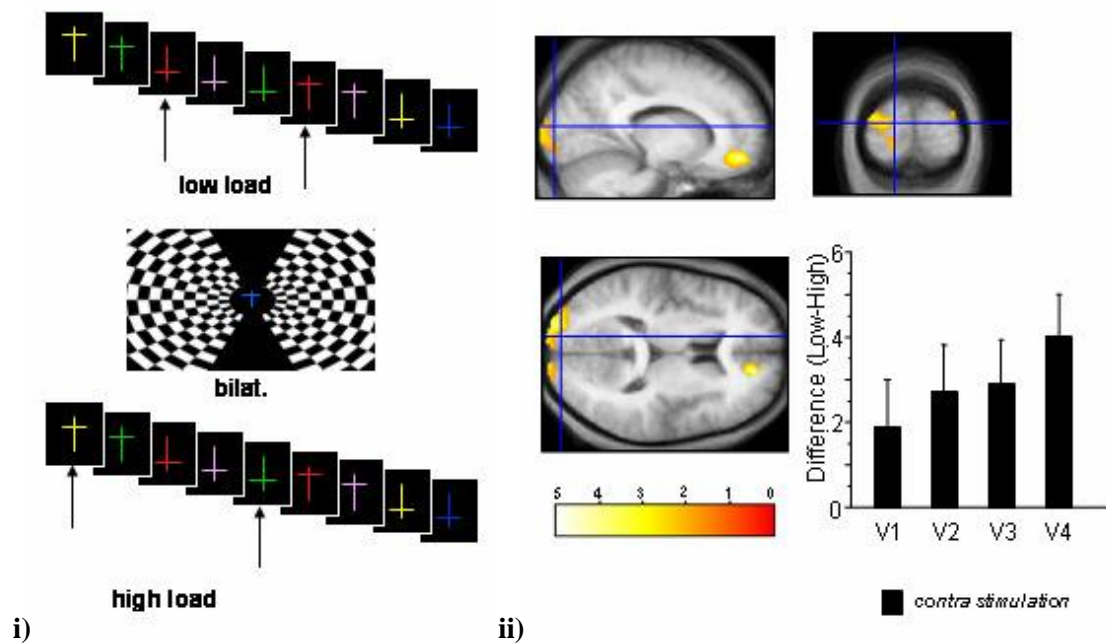 low load
bilat.
high load
i)
5 4 3 2 1 0
Difference (Low-High)
.6
.4
.2
0
V1 V2 V3 V4
contra stimulation
ii)